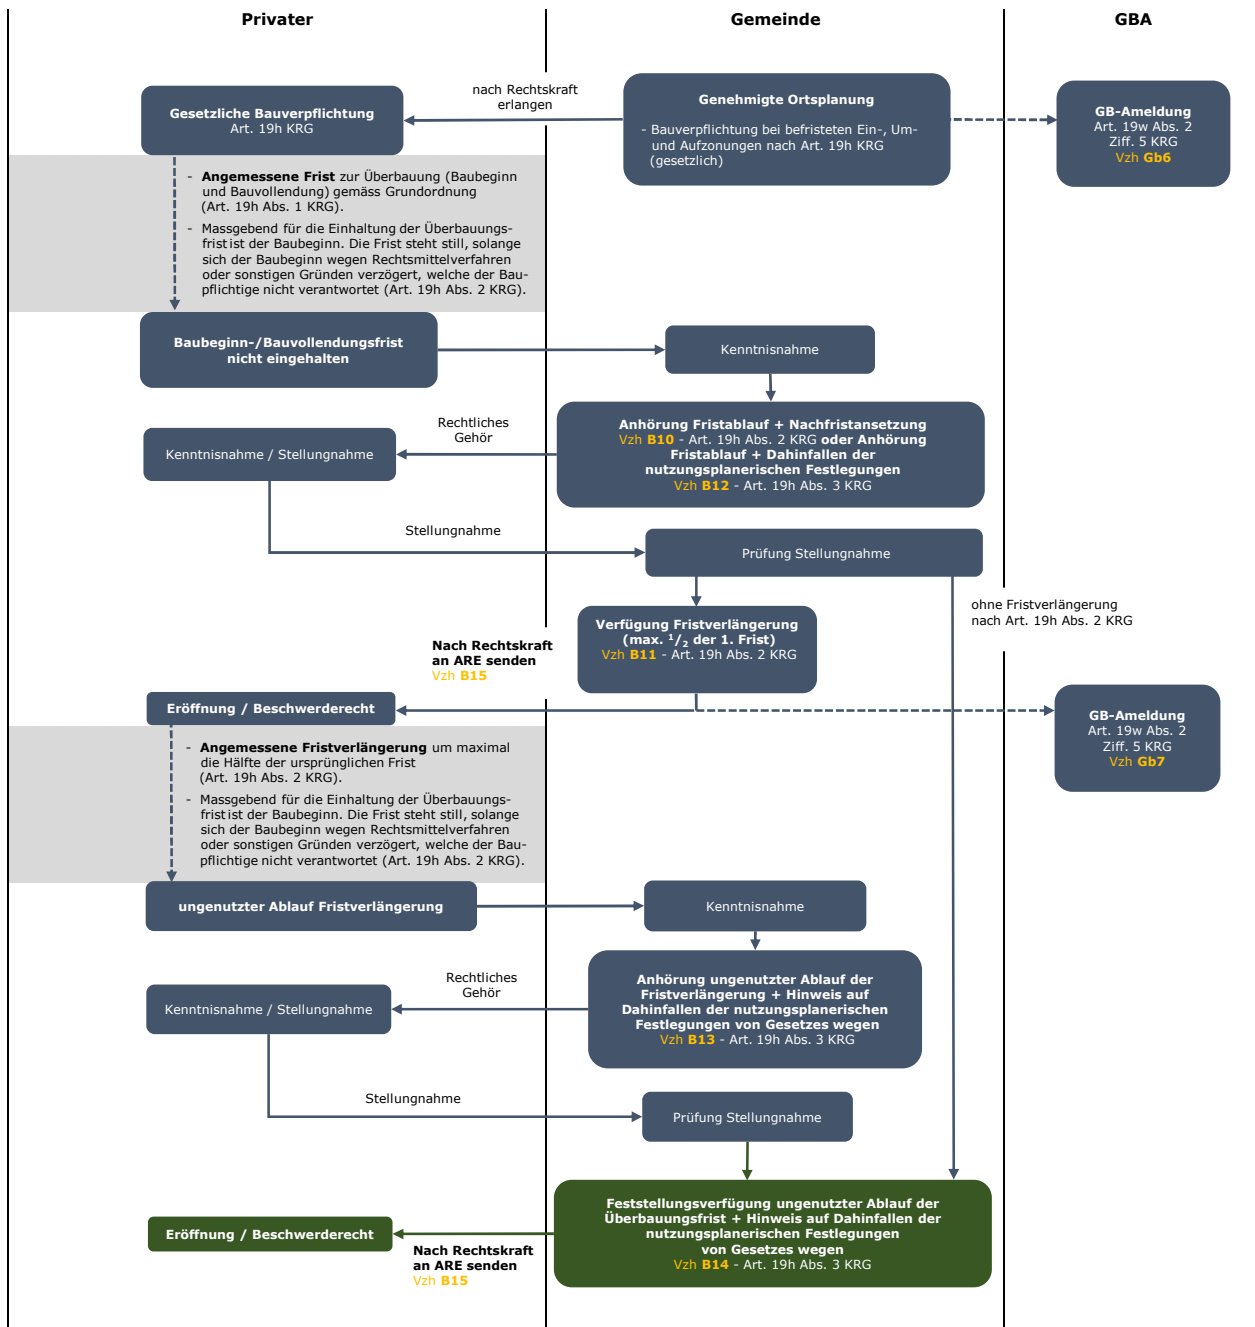 Privater
Gemeinde
GBA
nach Rechtskraft
erlangen
Gesetzliche Bauverpflichtung
Art. 19h KRG
Genehmigte Ortsplanung
- Bauverpflichtung bei befristeten Ein-, Um-
und Aufzonungen nach Art. 19h KRG
(gesetzlich)
GB-Ameldung
Art. 19w Abs. 2
Ziff. 5 KRG
Vzh Gb6
- Angemessene Frist zur Überbauung (Baubeginn
und Bauvollendung) gemäss Grundordnung
(Art. 19h Abs. 1 KRG).
- Massgebend für die Einhaltung der Überbauungs-
frist ist der Baubeginn. Die Frist steht still, solange
sich der Baubeginn wegen Rechtsmittelverfahren
oder sonstigen Gründen verzögert, welche der Bau-
pflichtige nicht verantwortet (Art. 19h Abs. 2 KRG).
Baubeginn-/Bauvollendungsfrist
nicht eingehalten
Kenntnisnahme
Rechtliches
Gehör
Anhörung Fristablauf + Nachfristansetzung
Vzh B10 - Art. 19h Abs. 2 KRG oder Anhörung
Fristablauf + Dahinfallen der
nutzungsplanerischen Festlegungen
Vzh B12 - Art. 19h Abs. 3 KRG
Kenntnisnahme / Stellungnahme
Stellungnahme
Prüfung Stellungnahme
ohne Fristverlängerung
nach Art. 19h Abs. 2 KRG
Verfügung Fristverlängerung
(max. 1/2 der 1. Frist)
Vzh B11 - Art. 19h Abs. 2 KRG
Nach Rechtskraft
an ARE senden
Vzh B15
Eröffnung / Beschwerderecht
GB-Ameldung
Art. 19w Abs. 2
Ziff. 5 KRG
Vzh Gb7
- Angemessene Fristverlängerung um maximal
die Hälfte der ursprünglichen Frist
(Art. 19h Abs. 2 KRG).
- Massgebend für die Einhaltung der Überbauungs-
frist ist der Baubeginn. Die Frist steht still, solange
sich der Baubeginn wegen Rechtsmittelverfahren
oder sonstigen Gründen verzögert, welche der Bau-
pflichtige nicht verantwortet (Art. 19h Abs. 2 KRG).
ungenutzter Ablauf Fristverlängerung
Kenntnisnahme
Rechtliches
Gehör
Anhörung ungenutzter Ablauf der
Fristverlängerung + Hinweis auf
Dahinfallen der nutzungsplanerischen
Festlegungen von Gesetzes wegen
Vzh B13 - Art. 19h Abs. 3 KRG
Kenntnisnahme / Stellungnahme
Stellungnahme
Prüfung Stellungnahme
Feststellungsverfügung ungenutzter Ablauf der
Überbauungsfrist + Hinweis auf Dahinfallen der
nutzungsplanerischen Festlegungen
von Gesetzes wegen
Vzh B14 - Art. 19h Abs. 3 KRG
Eröffnung / Beschwerderecht
Nach Rechtskraft
an ARE senden
Vzh B15